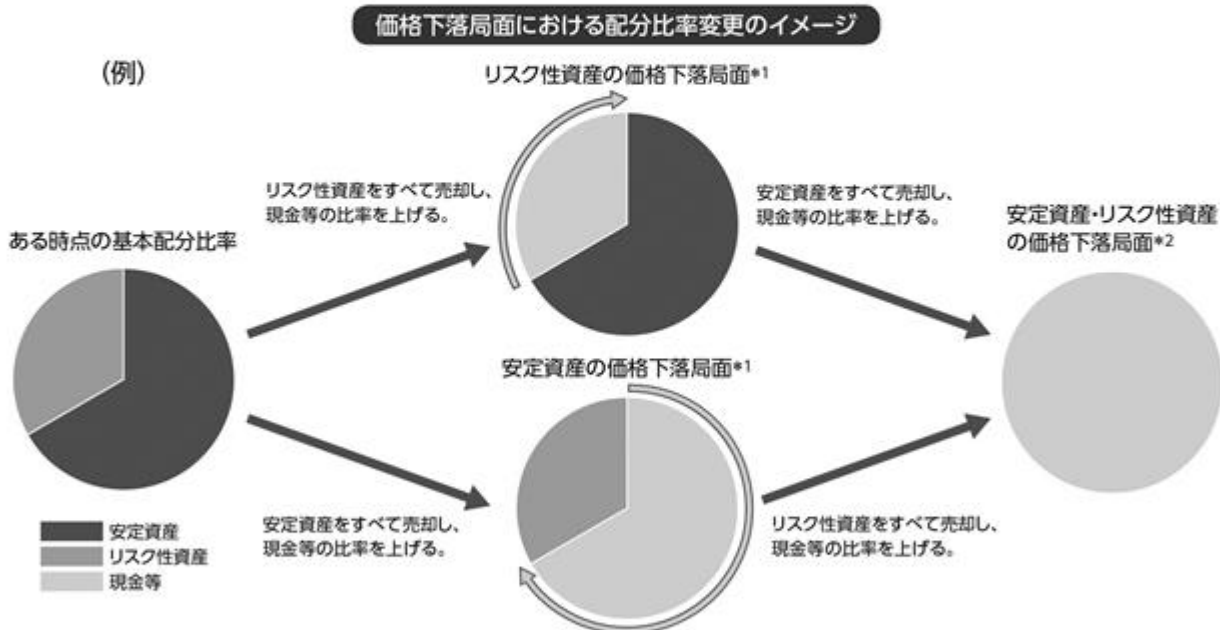 価格下落局面における配分比率変更のイメージ
(例)
リスク性資産の価格下落局面*1
リスク性資産をすべて売却し、
現金等の比率を上げる。
安定資産をすべて売却し、
現金等の比率を上げる。
ある時点の基本配分比率
安定資産・リスク性資産
の価格下落局面*2
安定資産の価格下落局面*1
安定資産をすべて売却し、
現金等の比率を上げる。
リスク性資産をすべて売却し、
現金等の比率を上げる。
安定資産
リスク性資産
現金等